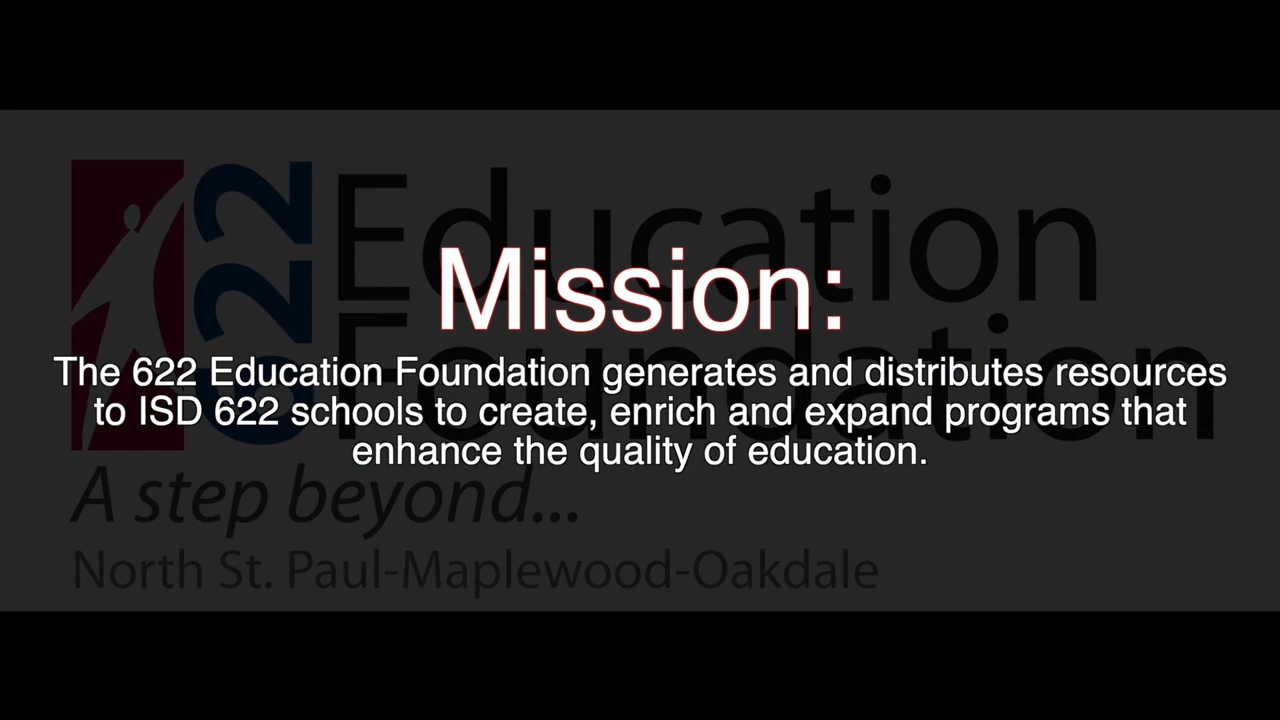 622
Education
Foundation
Mission:
The 622 Education Foundation generates and distributes resources
to ISD 622 schools to create, enrich and expand programs that
enhance the quality of education.
A step beyond...
North St. Paul-Maplewood-Oakdale